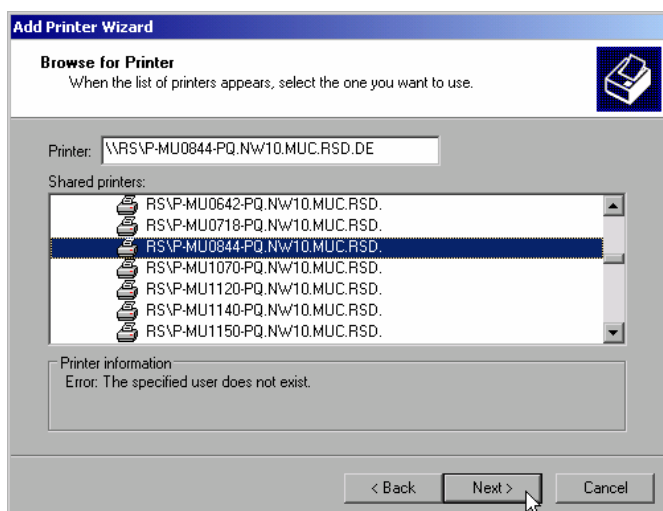 Add Printer Wizard
Browse for Printer
When the list of printers appears, select the one you want to use.
Printer: \\RS\P-MU0844-PQ.NW10.MUC.RSD.DE
Shared printers:
RS\P-MU0642-PQ.NW10.MUC.RSD.
RS\P-MU0718-PQ.NW10.MUC.RSD.
RS\P-MU0844-PQ.NW10.MUC.RSD.
RS\P-MU1070-PQ.NW10.MUC.RSD.
RS\P-MU1120-PQ.NW10.MUC.RSD.
RS\P-MU1140-PQ.NW10.MUC.RSD.
RS\P-MU1150-PQ.NW10.MUC.RSD.
Printer information
Error: The specified user does not exist.
< Back Next > Cancel